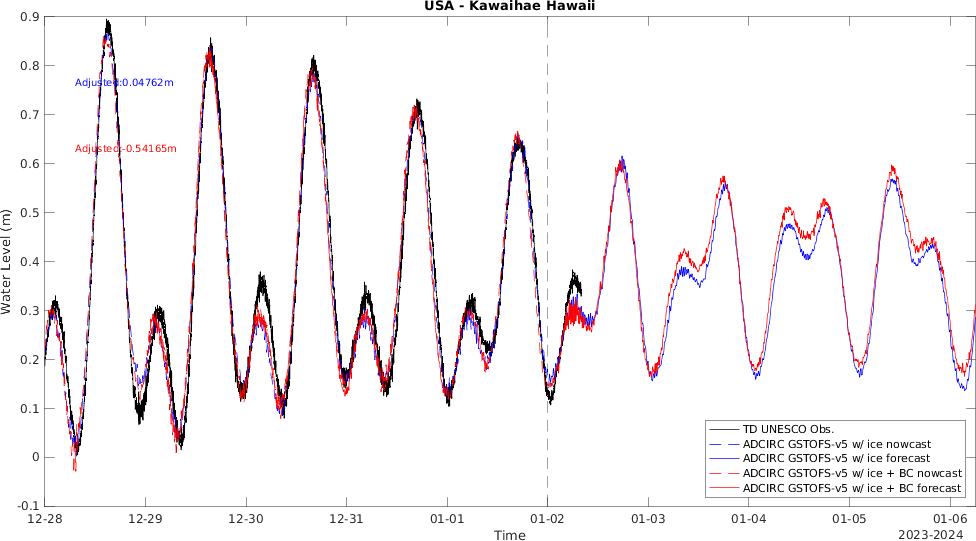 USA - Kawaihae Hawaii
0.9
0.8
0.7
0.6
0.5
0.4
0.3
0.2
0.1
0
-0.1
Water Level (m)
Adjusted:0.04762m
Adjusted:-0.54165m
TD UNESCO Obs.
ADCIRC GSTOFS-v5 w/ ice nowcast
ADCIRC GSTOFS-v5 w/ ice forecast
ADCIRC GSTOFS-v5 w/ ice + BC nowcast
ADCIRC GSTOFS-v5 w/ ice + BC forecast
12-28 12-29 12-30 12-31 01-01 01-02 01-03 01-04 01-05 01-06
Time
2023-2024